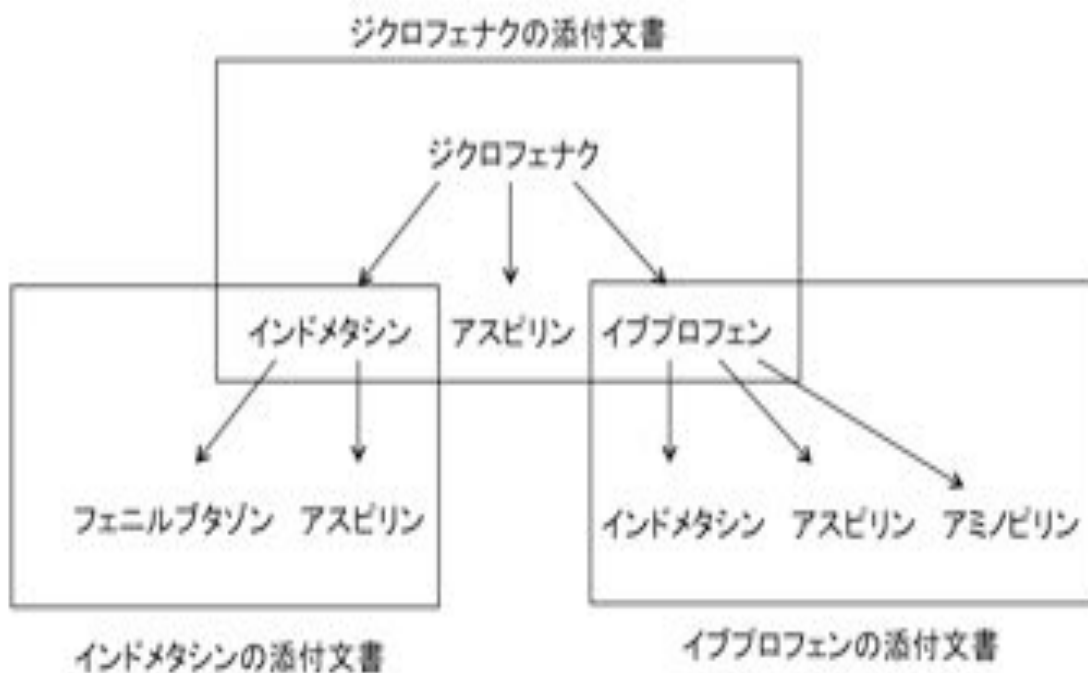 ジクロフェナクの添付文書
ジクロフェナク
インドメタシン アスピリン イブプロフェン
フェニルブタゾン アスピリン インドメタシン アスピリン アミノピリン
インドメタシンの添付文書
イブプロフェンの添付文書